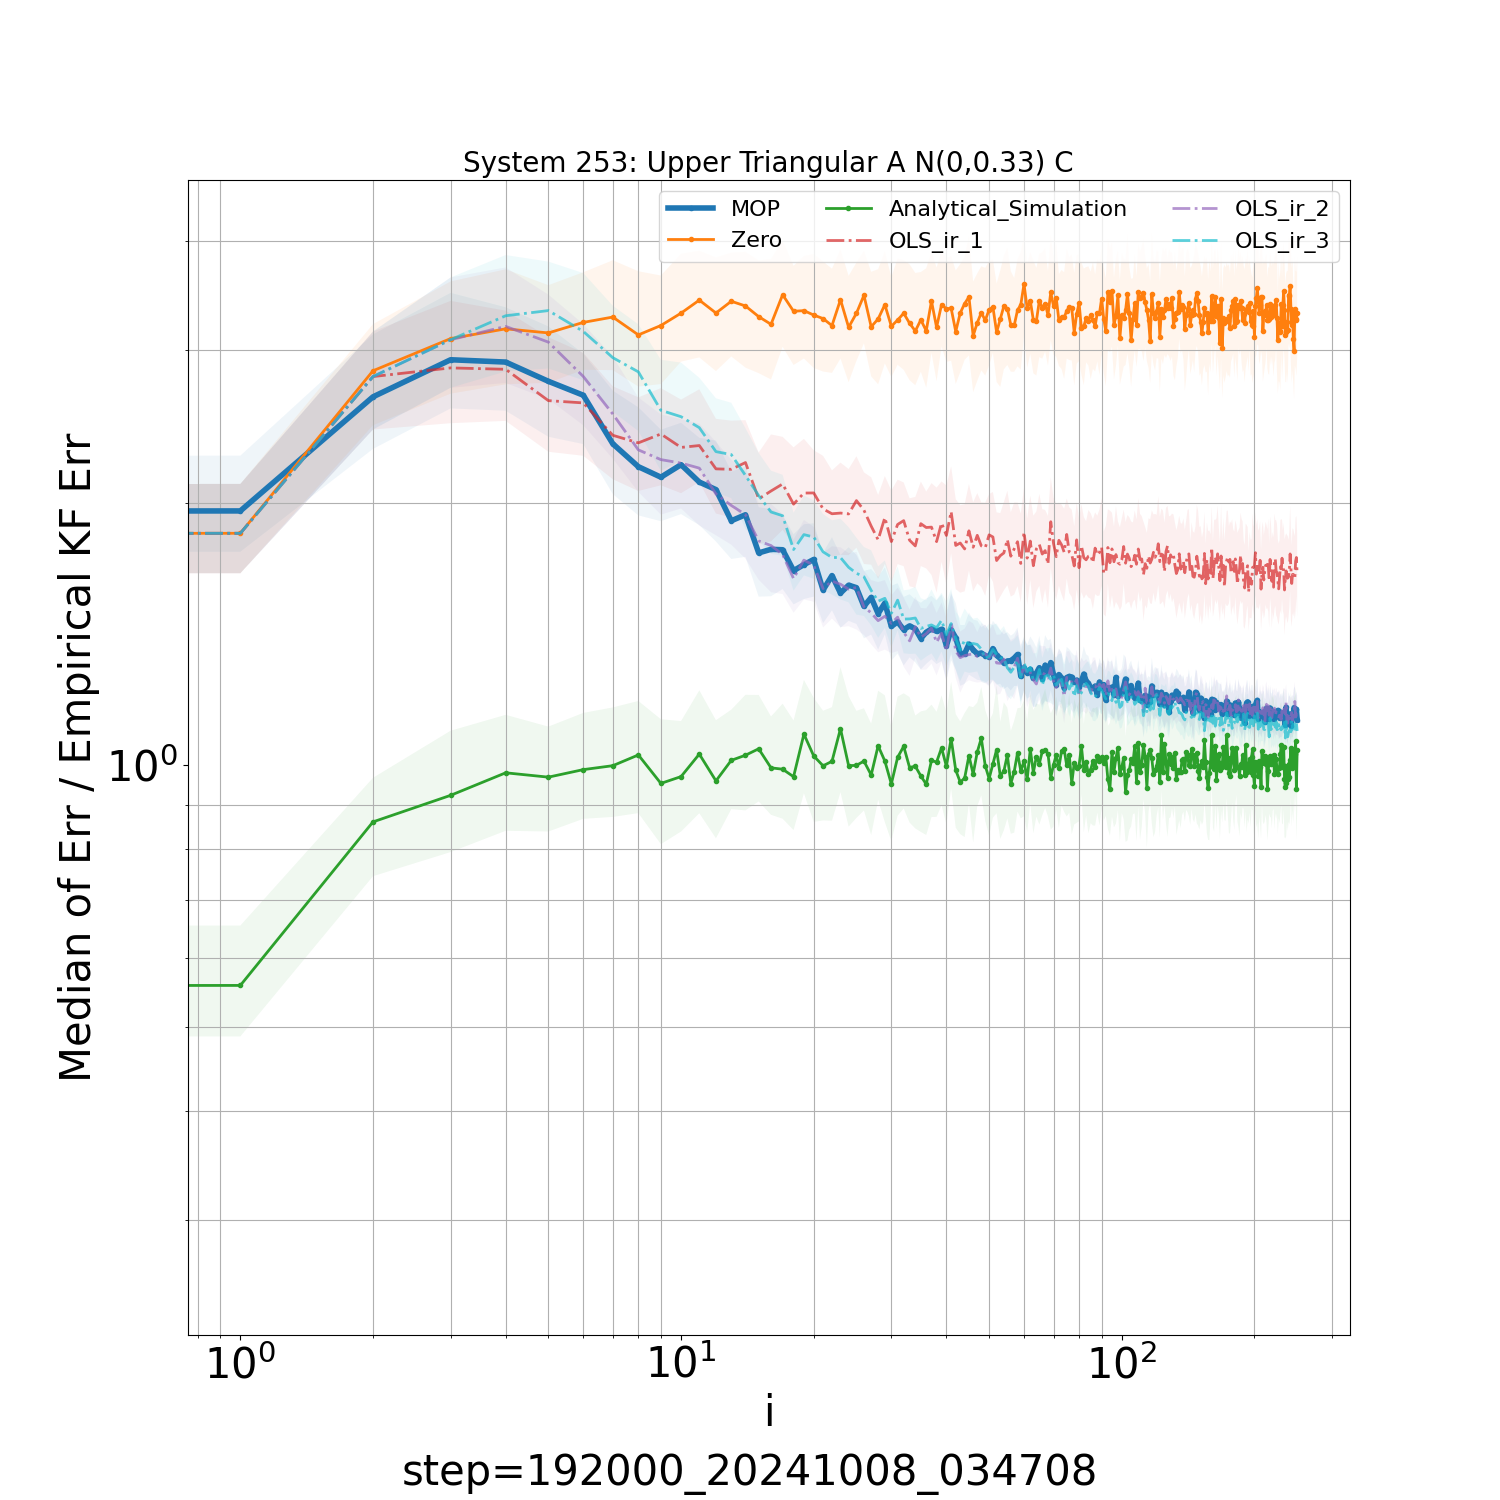 System 253: Upper Triangular A N(0,0.33) C
MOP
Zero
Analytical_Simulation
OLS_ir_1
OLS_ir_2
OLS_ir_3
Median of Err / Empirical KF Err
10⁰
10⁰ 10¹ 10²
i
step=192000_20241008_034708